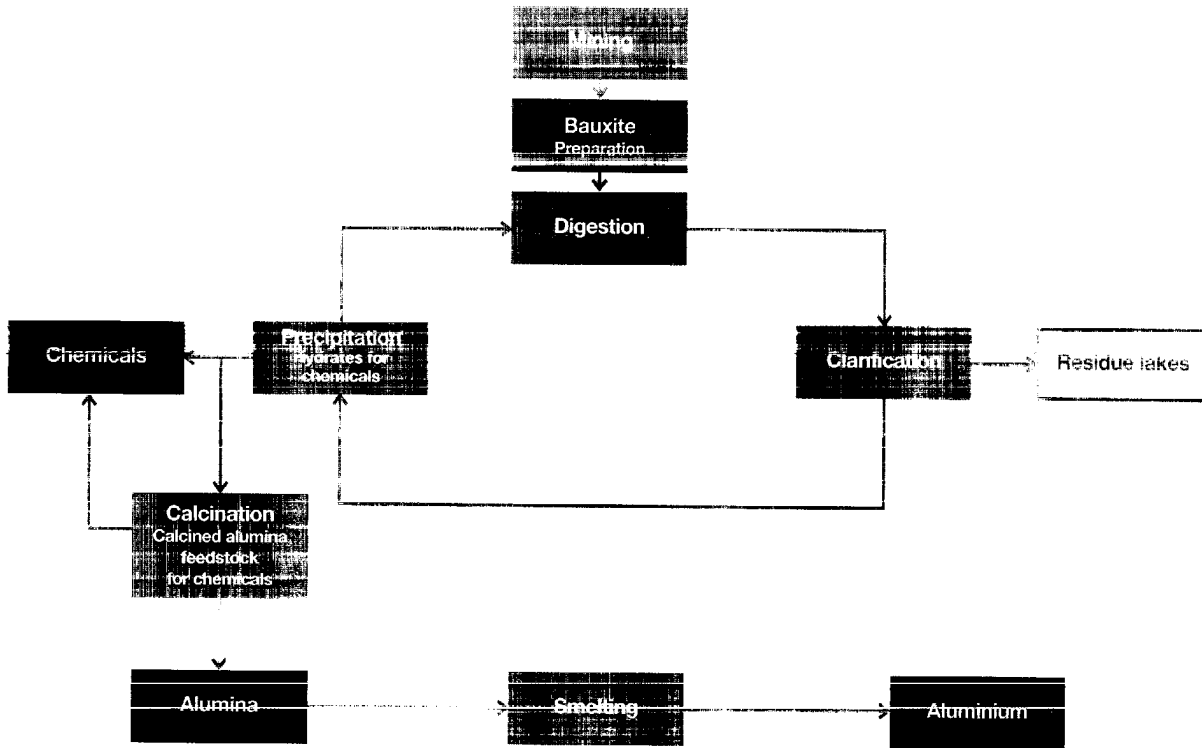 Mining
Bauxite
Preparation
Digestion
Chemicals
Precipitation
Hydrates for
chemicals
Clarification
Residue lakes
Calcination
Calcined alumina
feedstock
for chemicals
Alumina
Smelting
Aluminium